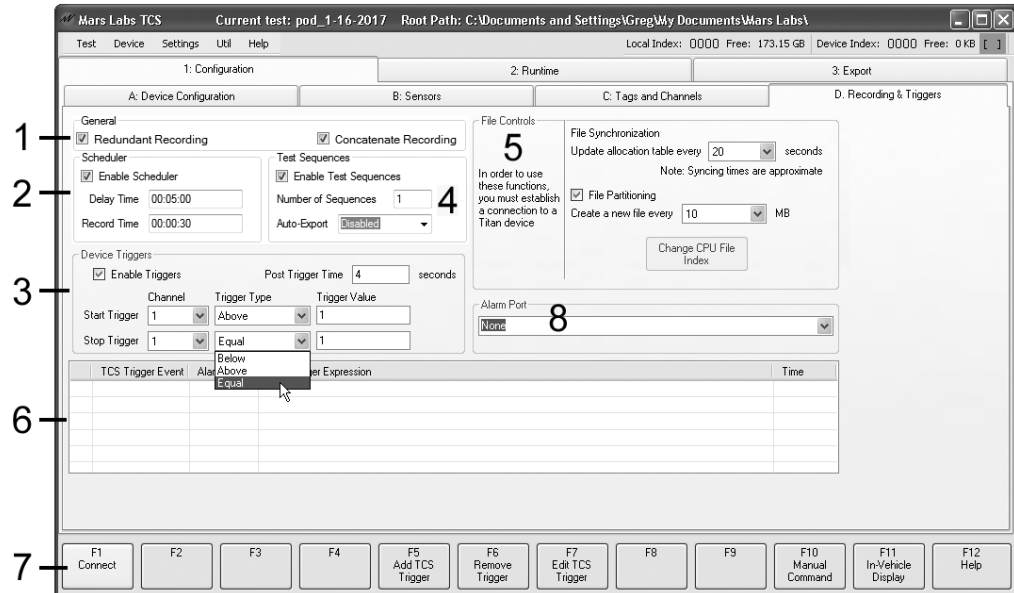 Mars Labs TCS Current test: pod_1-16-2017 Root Path: C:\Documents and Settings\Greg\My Documents\Mars Labs\
Test Device Settings Util Help Local Index: 0000 Free: 173.15 GB Device Index: 0000 Free: 0 KB [ ]
1: Configuration 2: Runtime 3: Export
A: Device Configuration B: Sensors C: Tags and Channels D. Recording & Triggers
1
General
Redundant Recording Concatenate Recording
2
Scheduler
Enable Scheduler
Delay Time 00:05:00
Record Time 00:00:30
Test Sequences
Enable Test Sequences
Number of Sequences 1
Auto-Export Disabled
4
3
Device Triggers
Enable Triggers Post Trigger Time 4 seconds
Channel Trigger Type Trigger Value
Start Trigger 1 Above 1
Stop Trigger 1 Equal 1
Below
Above
Equal
File Controls
5
In order to use
these functions,
you must establish
a connection to a
Titan device
File Synchronization
Update allocation table every 20 seconds
Note: Syncing times are approximate
File Partitioning
Create a new file every 10 MB
Change CPU File
Index
Alarm Port
None
8
6
TCS Trigger Event Alar er Expression Time
7
F1
Connect
F2
F3
F4
F5
Add TCS
Trigger
F6
Remove
Trigger
F7
Edit TCS
Trigger
F8
F9
F10
Manual
Command
F11
In-Vehicle
Display
F12
Help